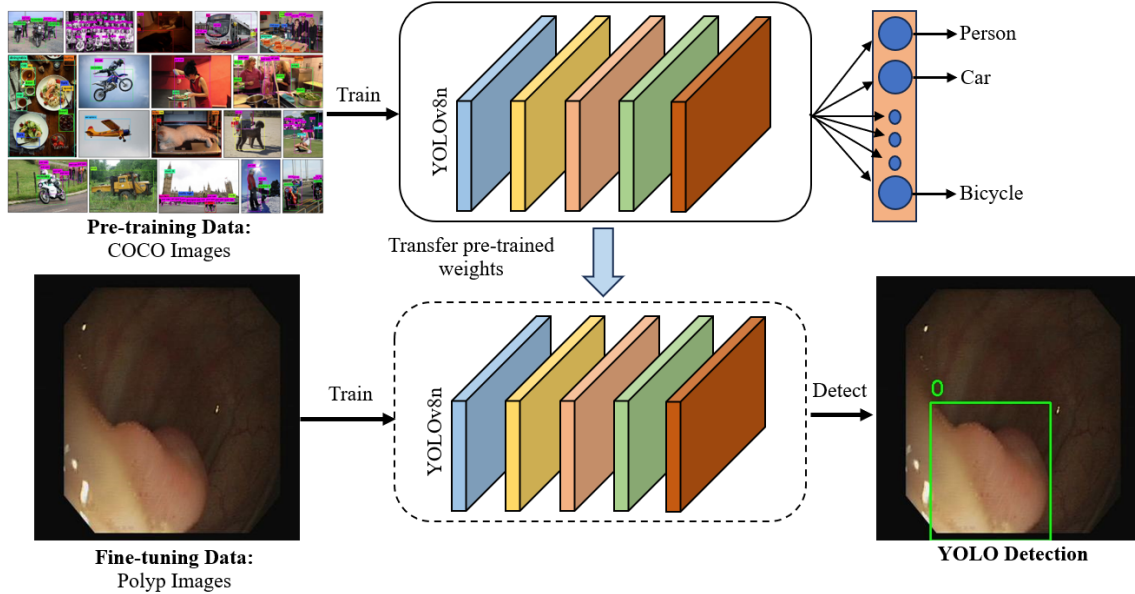 Train
YOLOv8n
Person
Car
Bicycle
Pre-training Data:
COCO Images
Transfer pre-trained
weights
Train
YOLOv8n
Detect
0
Fine-tuning Data:
Polyp Images
YOLO Detection